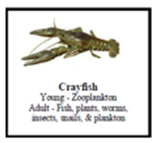 Crayfish
Young - Zooplankton
Adult - Fish, plants, worms,
insects, snails, & plankton